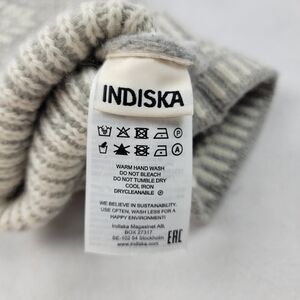 INDISKA
P
A
WARM HAND WASH
DO NOT BLEACH
DO NOT TUMBLE DRY
COOL IRON
DRYCLEANABLE
WE BELIEVE IN SUSTAINABILITY.
USE OFTEN, WASH LESS FOR A
HAPPY ENVIRONMENT!
Indiska Magasinet AB,
BOX 27317
SE-102 54 Stockholm
www.indiska.com
EAC